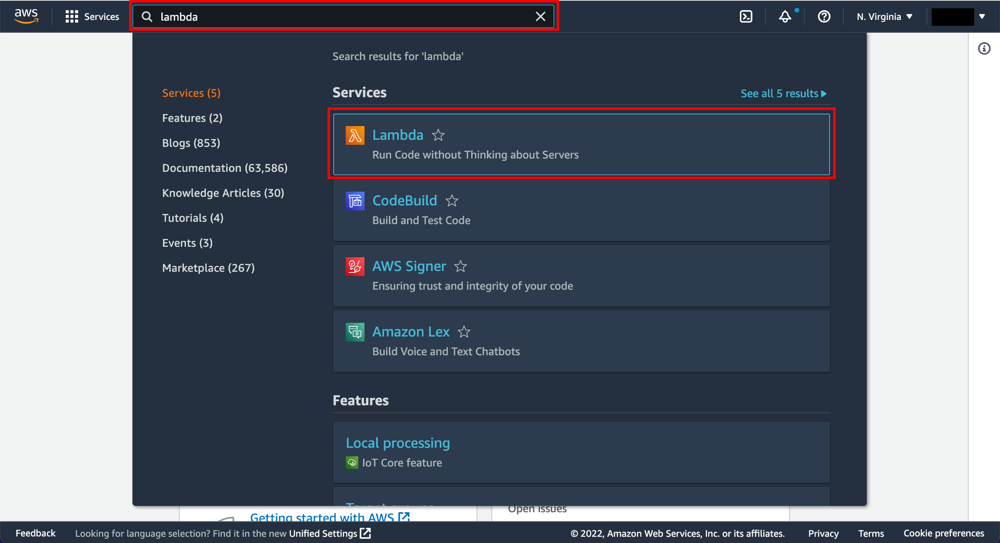 aws
Services
lambda
N. Virginia
Search results for 'lambda'
Services (5)
Features (2)
Blogs (853)
Documentation (63,586)
Knowledge Articles (30)
Tutorials (4)
Events (3)
Marketplace (267)
Services
See all 5 results
Lambda
Run Code without Thinking about Servers
CodeBuild
Build and Test Code
AWS Signer
Ensuring trust and integrity of your code
Amazon Lex
Build Voice and Text Chatbots
Features
Local processing
IoT Core feature
Target groups
Getting started with AWS
Open issues
Feedback
Looking for language selection? Find it in the new Unified Settings
© 2022, Amazon Web Services, Inc. or its affiliates.
Privacy
Terms
Cookie preferences